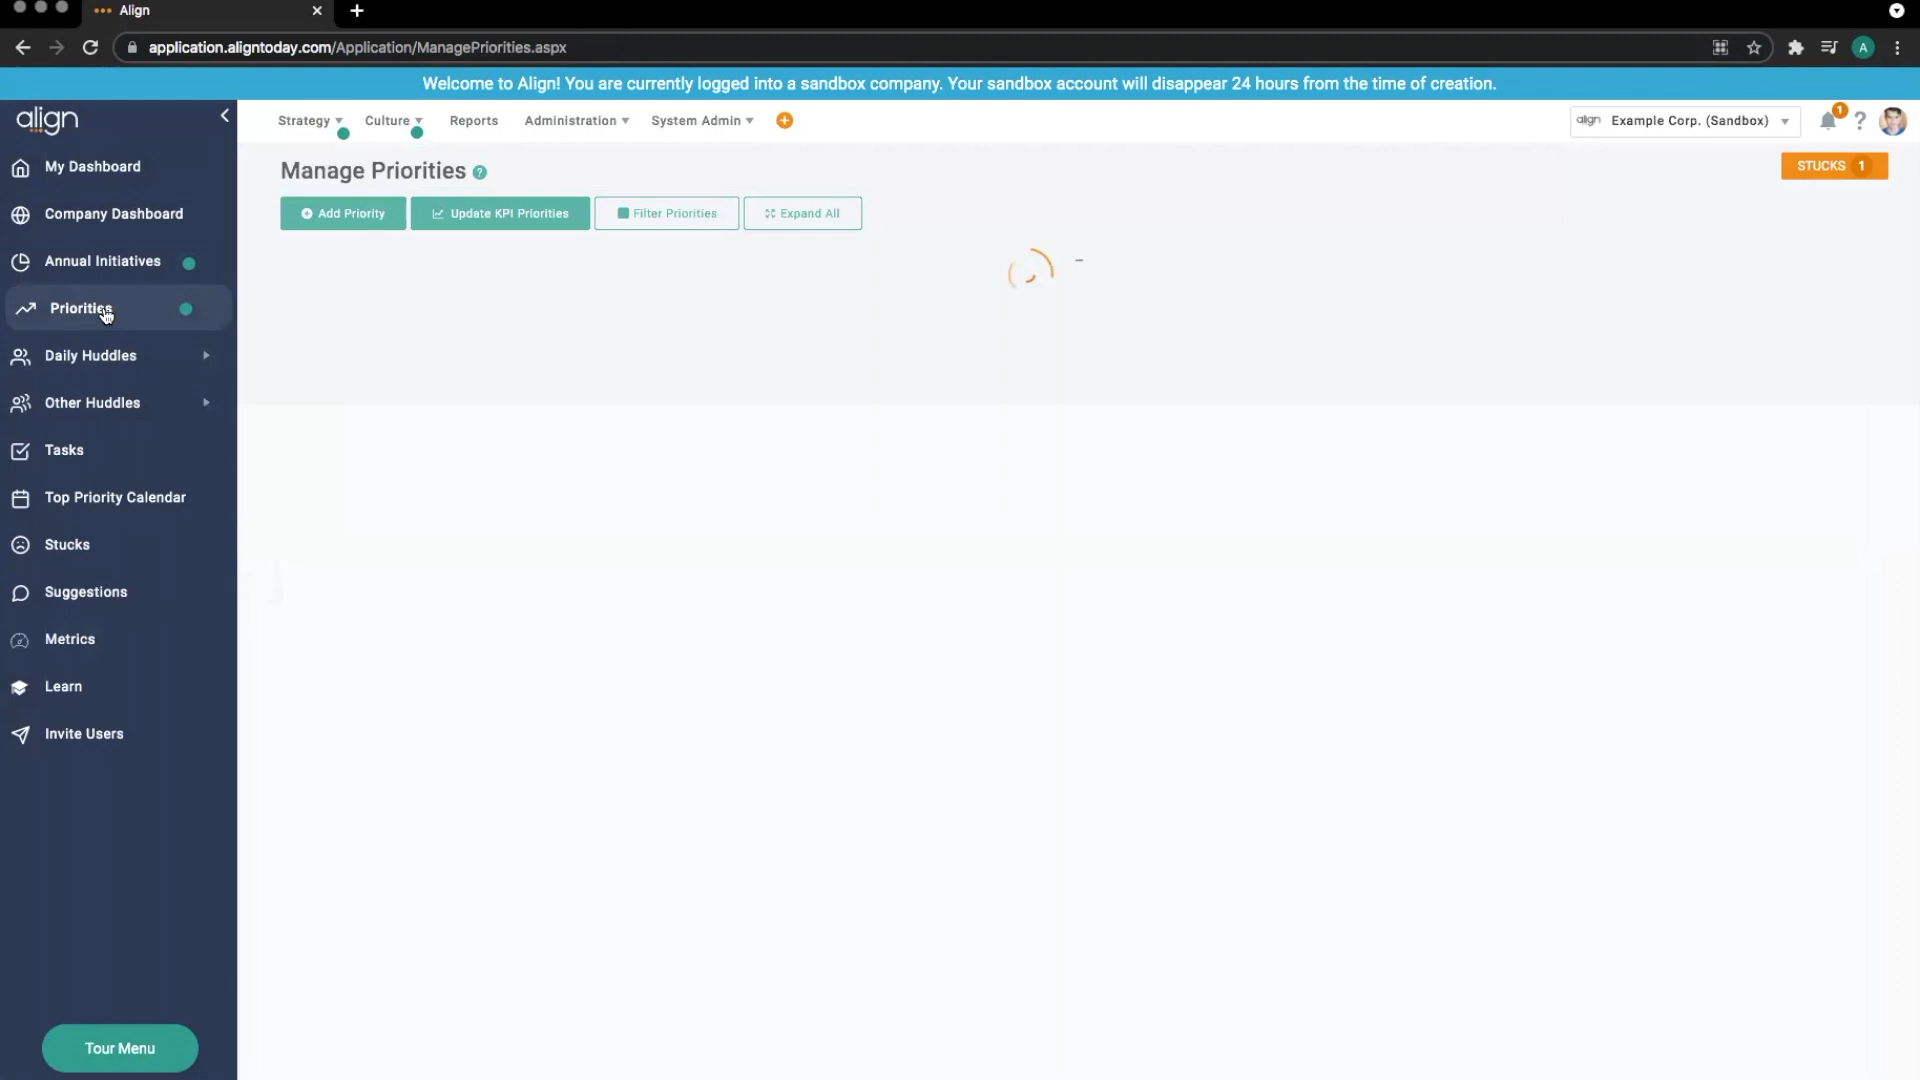 Align
application.aligntoday.com/Application/ManagePriorities.aspx
A
Welcome to Align! You are currently logged into a sandbox company. Your sandbox account will disappear 24 hours from the time of creation.
align
Strategy
Culture
Reports
Administration
System Admin
align Example Corp. (Sandbox)
1
?
My Dashboard
Company Dashboard
Annual Initiatives
Priorities
Daily Huddles
Other Huddles
Tasks
Top Priority Calendar
Stucks
Suggestions
Metrics
Learn
Invite Users
Tour Menu
Manage Priorities ?
STUCKS 1
Add Priority
Update KPI Priorities
Filter Priorities
Expand All